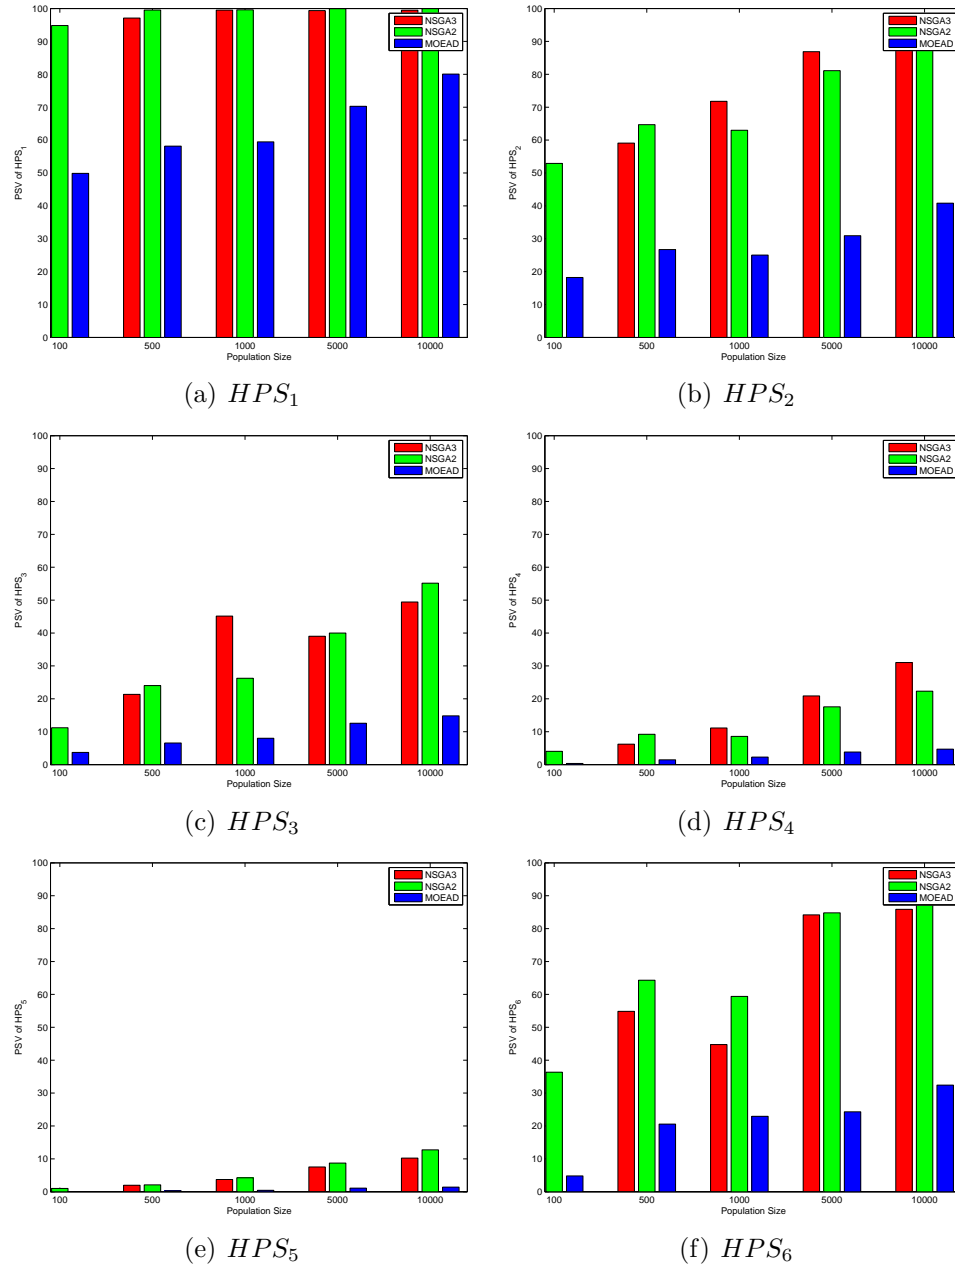 100
90
80
70
60
50
40
30
20
10
0
PSV of HPS1
NSGA3
NSGA2
MOEAD
100 500 1000 5000 10000
Population Size
(a) HPS1
100
90
80
70
60
50
40
30
20
10
0
PSV of HPS2
NSGA3
NSGA2
MOEAD
100 500 1000 5000 10000
Population Size
(b) HPS2
100
90
80
70
60
50
40
30
20
10
0
PSV of HPS3
NSGA3
NSGA2
MOEAD
100 500 1000 5000 10000
Population Size
(c) HPS3
100
90
80
70
60
50
40
30
20
10
0
PSV of HPS4
NSGA3
NSGA2
MOEAD
100 500 1000 5000 10000
Population Size
(d) HPS4
100
90
80
70
60
50
40
30
20
10
0
PSV of HPS5
NSGA3
NSGA2
MOEAD
100 500 1000 5000 10000
Population Size
(e) HPS5
100
90
80
70
60
50
40
30
20
10
0
PSV of HPS6
NSGA3
NSGA2
MOEAD
100 500 1000 5000 10000
Population Size
(f) HPS6